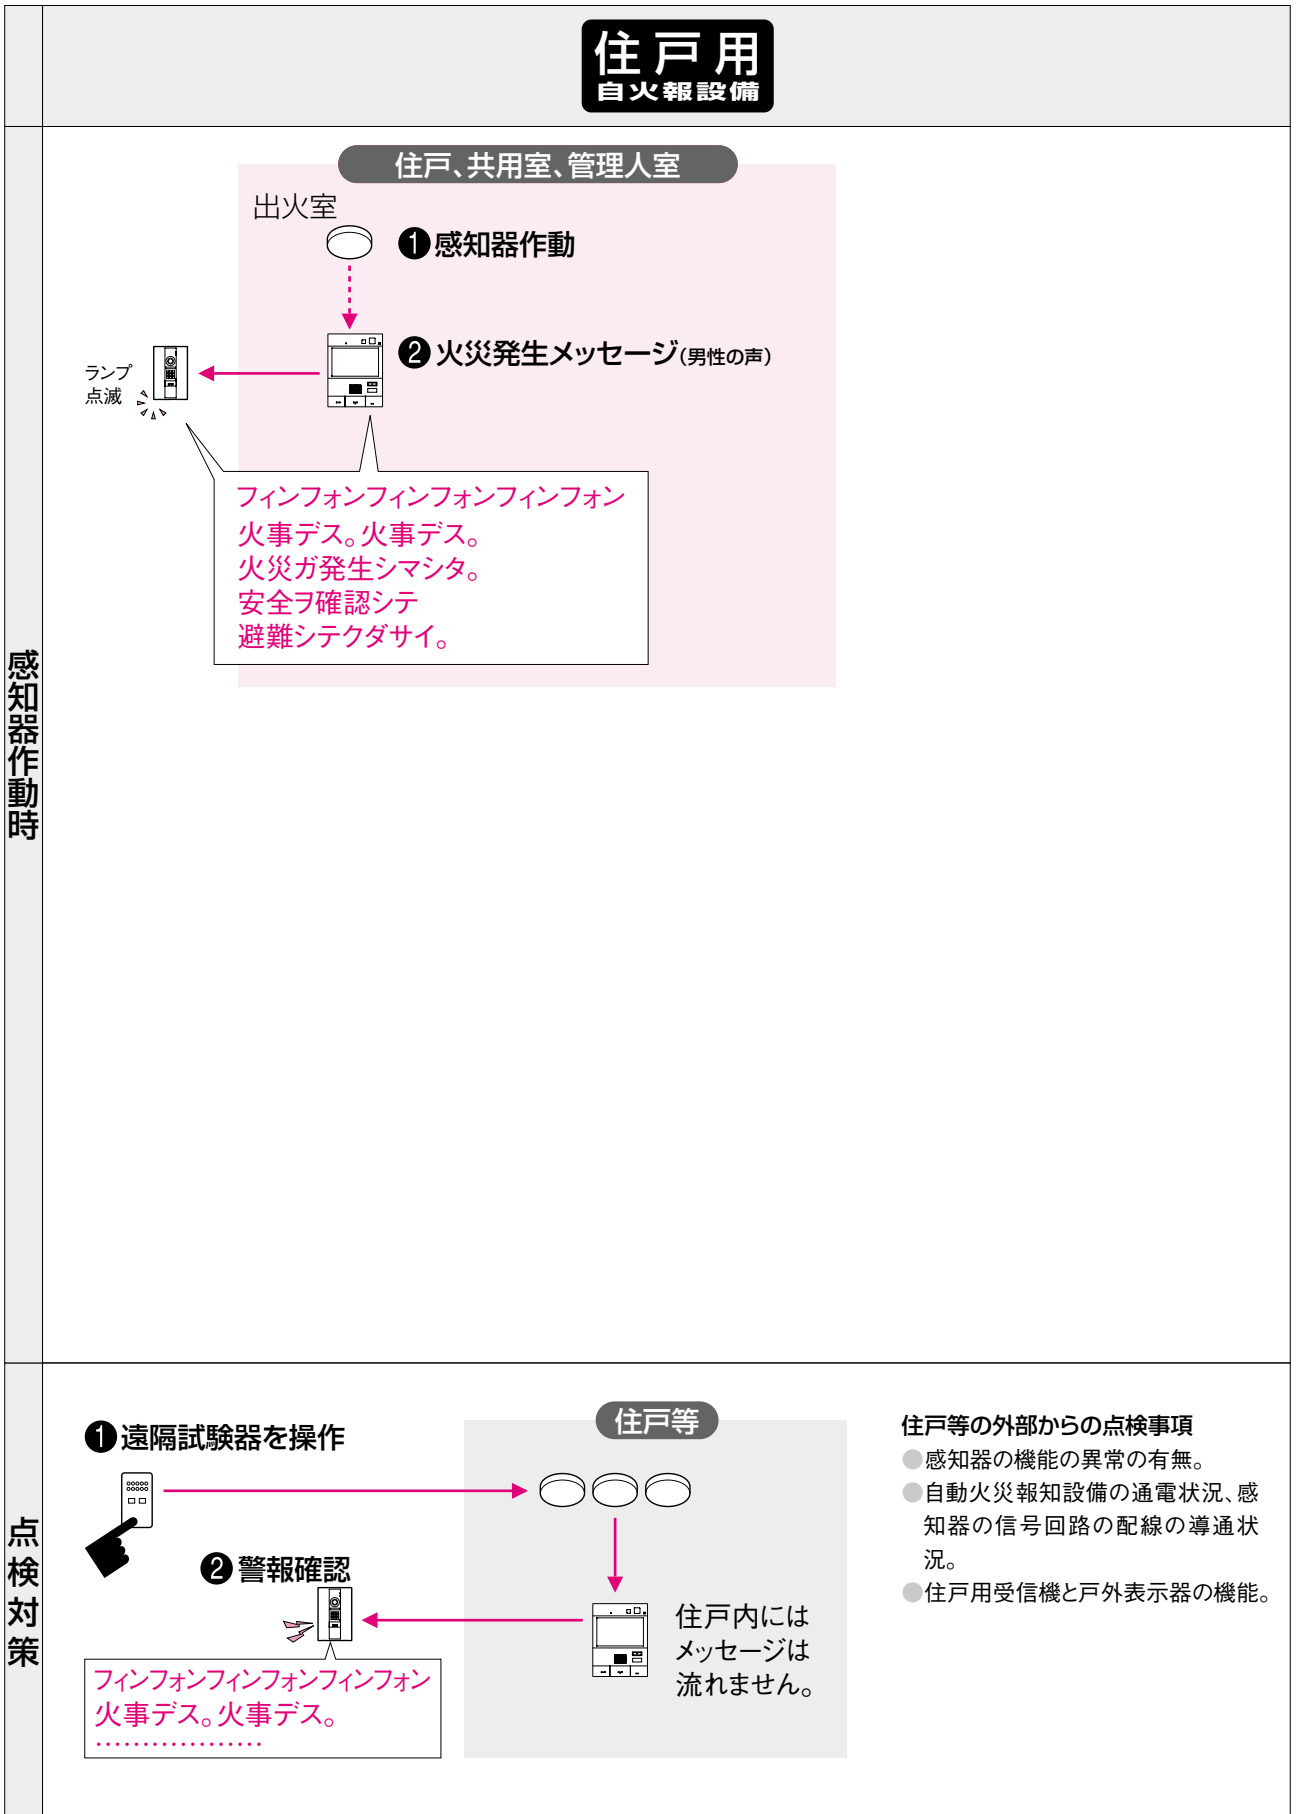 住戸用
自火報設備
感知器作動時
住戸、共用室、管理人室
出火室
❶感知器作動
❷火災発生メッセージ(男性の声)
ランプ
点滅
フィンフォンフィンフォンフィンフォン
火事デス。火事デス。
火災ガ発生シマシタ。
安全ヲ確認シテ
避難シテクダサイ。
点検対策
❶遠隔試験器を操作
住戸等
❷警報確認
フィンフォンフィンフォンフィンフォン
火事デス。火事デス。
・・・・・・・・・・・・・・・・・・
住戸内には
メッセージは
流れません。
住戸等の外部からの点検事項
●感知器の機能の異常の有無。
●自動火災報知設備の通電状況、感
知器の信号回路の配線の導通状
況。
●住戸用受信機と戸外表示器の機能。